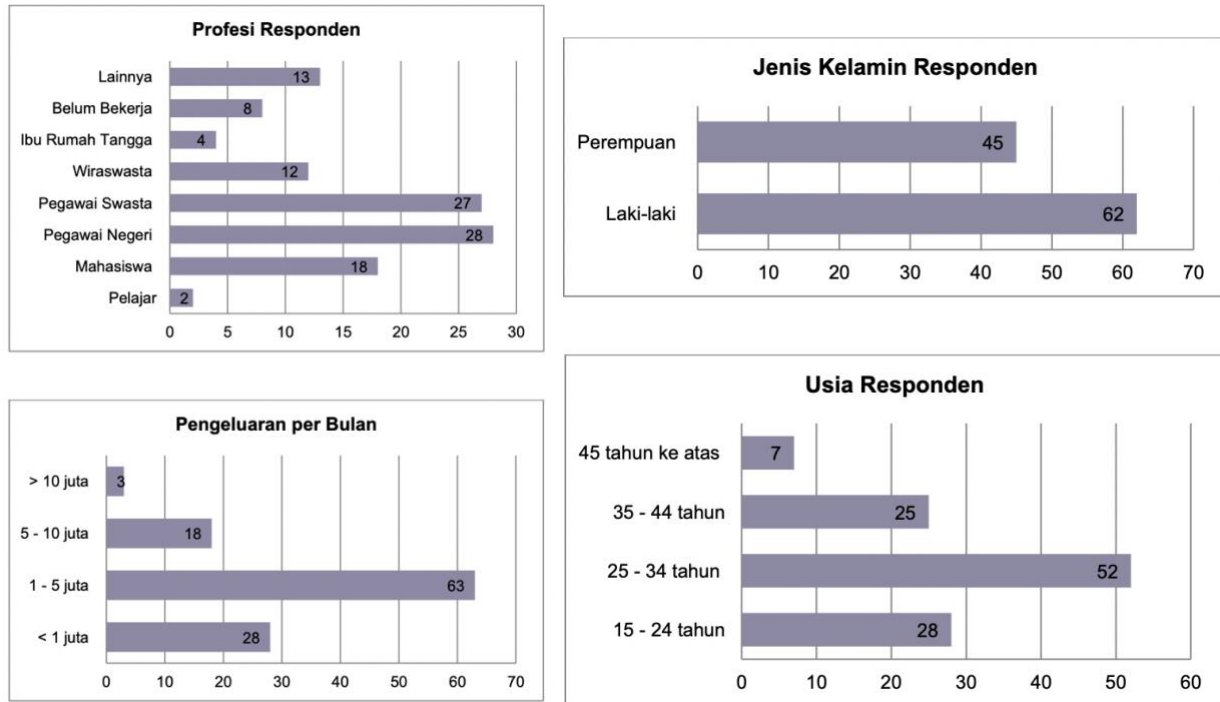 Profesi Responden
Lainnya 13
Belum Bekerja 8
Ibu Rumah Tangga 4
Wiraswasta 12
Pegawai Swasta 27
Pegawai Negeri 28
Mahasiswa 18
Pelajar 2
0 5 10 15 20 25 30
Jenis Kelamin Responden
Perempuan 45
Laki-laki 62
0 10 20 30 40 50 60 70
Pengeluaran per Bulan
> 10 juta 3
5 - 10 juta 18
1 - 5 juta 63
< 1 juta 28
0 10 20 30 40 50 60 70
Usia Responden
45 tahun ke atas 7
35 - 44 tahun 25
25 - 34 tahun 52
15 - 24 tahun 28
0 10 20 30 40 50 60